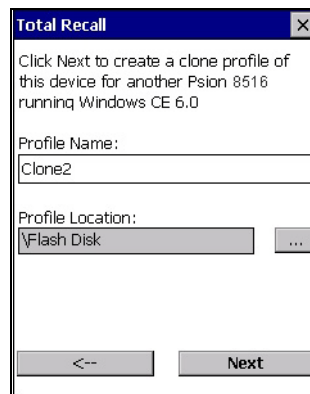 Total Recall
Click Next to create a clone profile of
this device for another Psion 8516
running Windows CE 6.0
Profile Name:
Clone2
Profile Location:
\Flash Disk
...
<--
Next